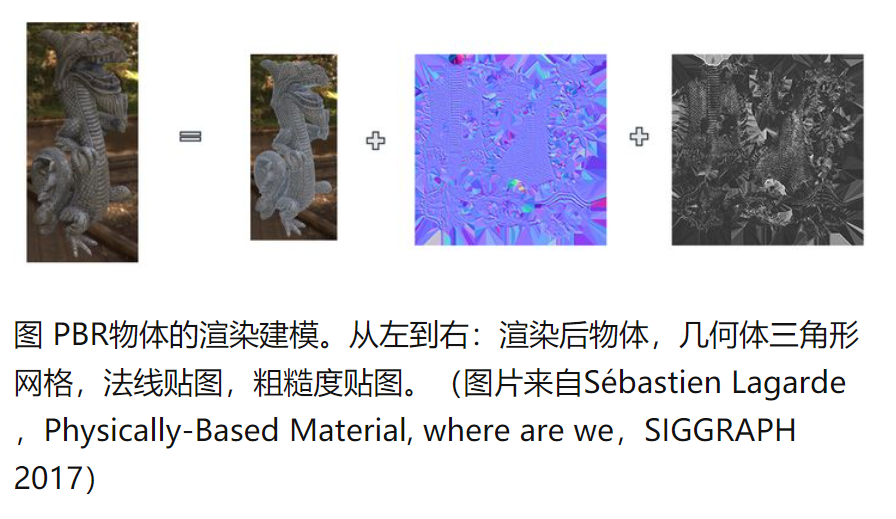 图 PBR物体的渲染建模。从左到右：渲染后物体，几何体三角形
网格，法线贴图，粗糙度贴图。（图片来自Sébastien Lagarde
，Physically-Based Material, where are we，SIGGRAPH
2017）